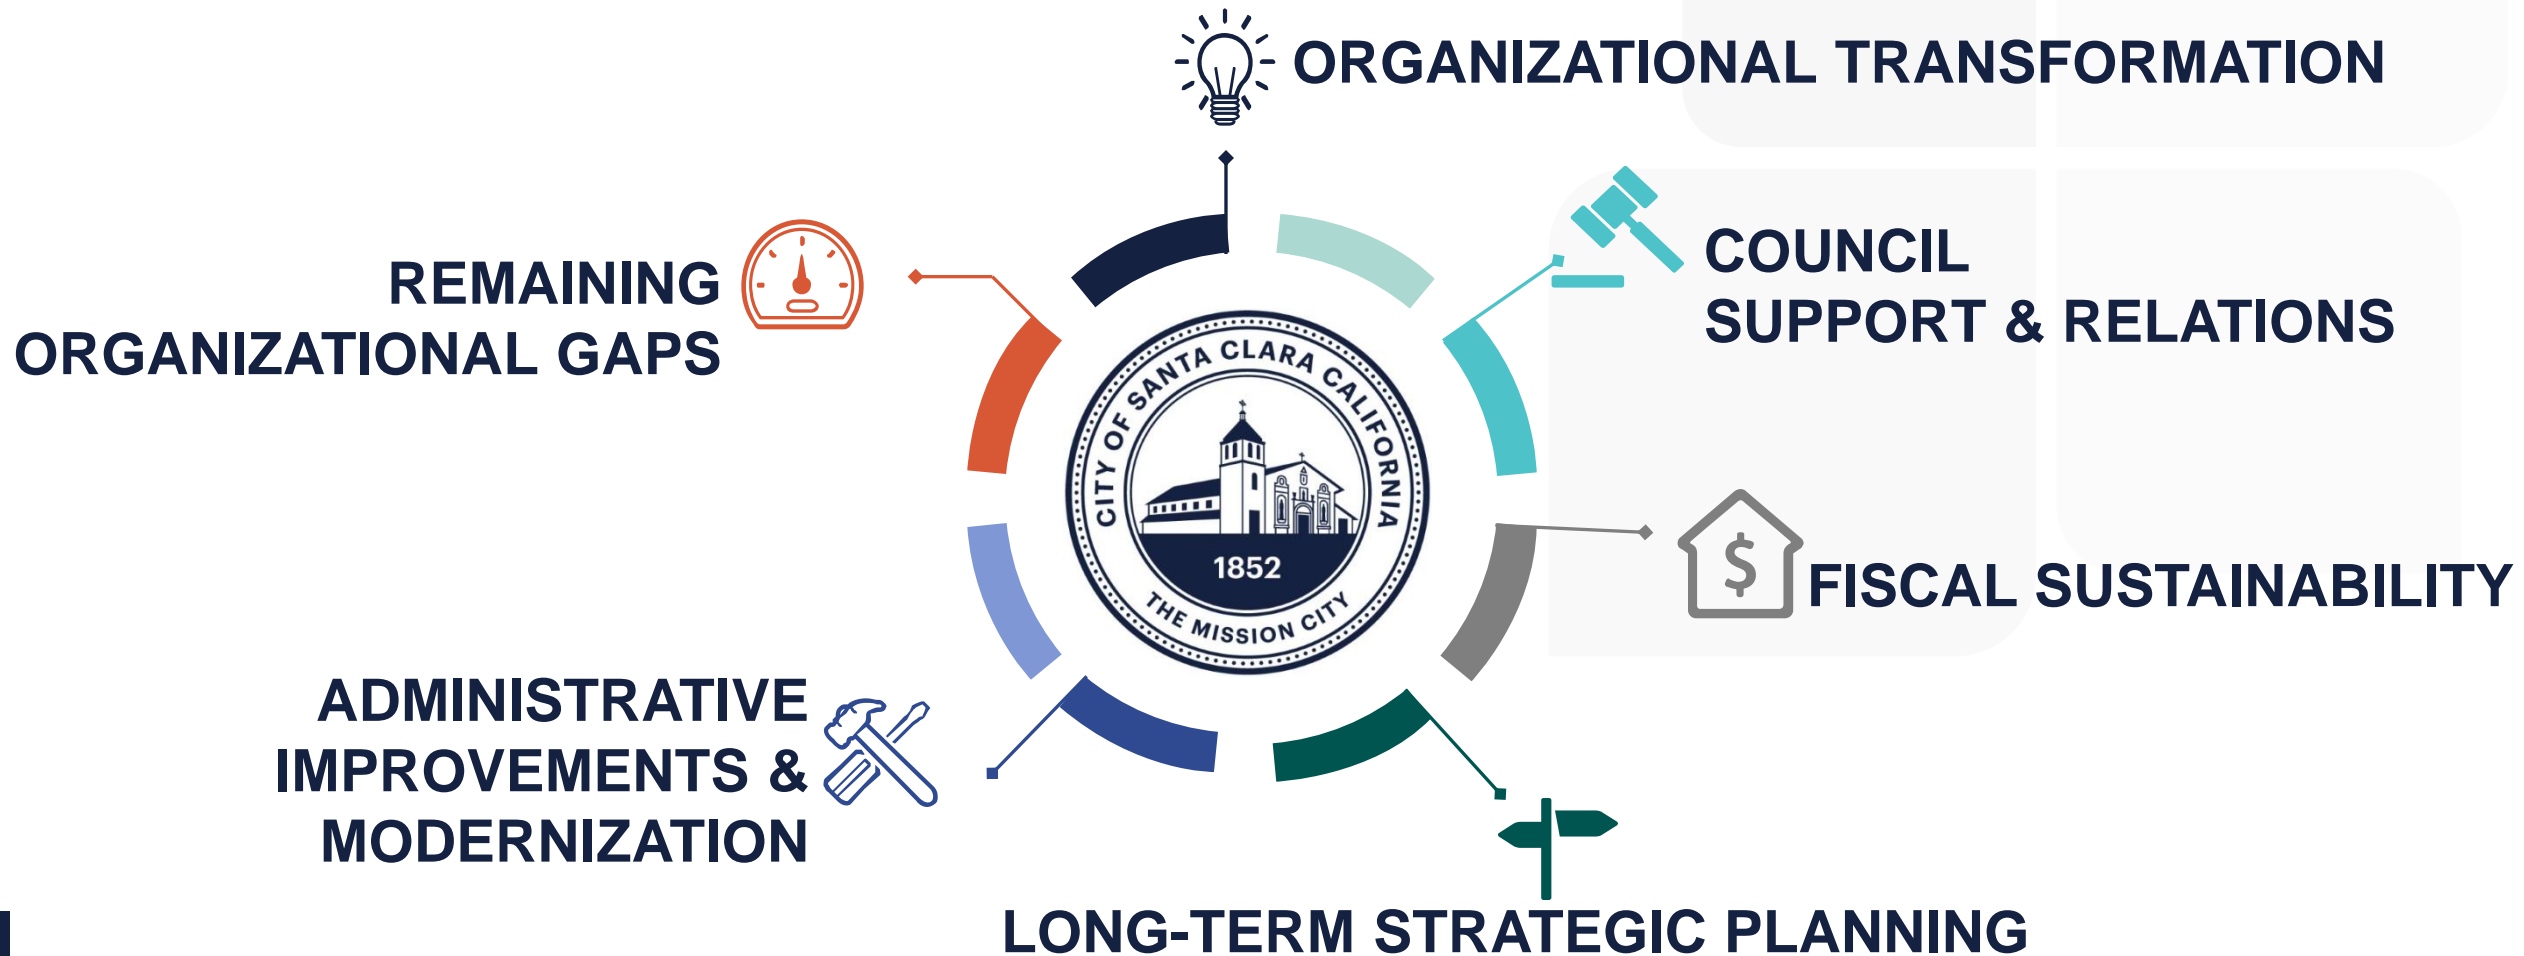 ORGANIZATIONAL TRANSFORMATION
COUNCIL
SUPPORT & RELATIONS
REMAINING
ORGANIZATIONAL GAPS
CITY OF SANTA CLARA CALIFORNIA
1852
THE MISSION CITY
$
FISCAL SUSTAINABILITY
ADMINISTRATIVE
IMPROVEMENTS &
MODERNIZATION
LONG-TERM STRATEGIC PLANNING